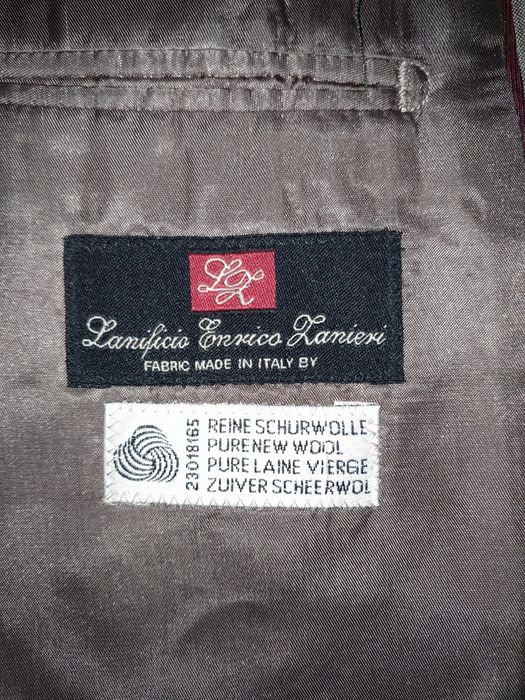 LZ
Lanificio Enrico Zanieri
FABRIC MADE IN ITALY BY
23018165
REINE SCHURWOLLE
PURE NEW WOOL
PURE LAINE VIERGE
ZUIVER SCHEERWOL